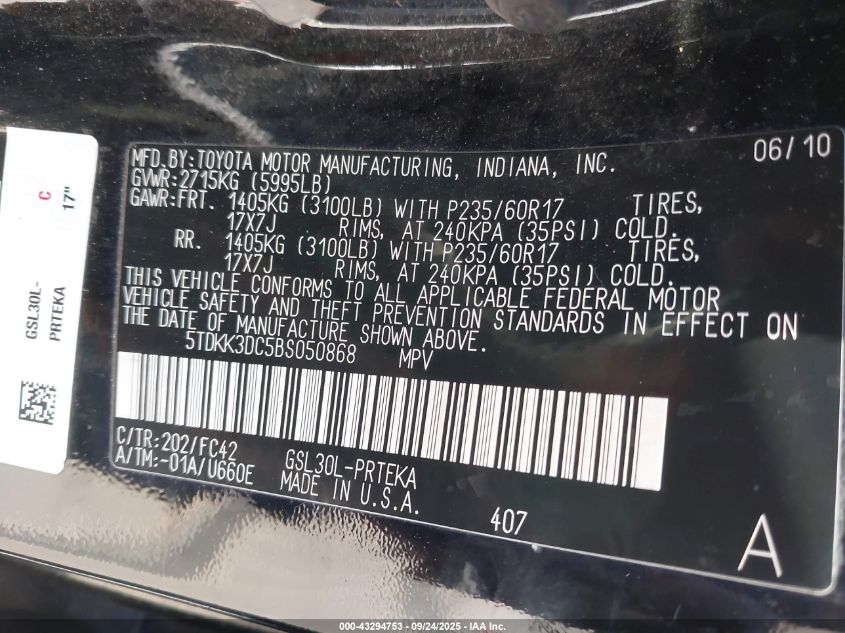 06/10
MFD.BY:TOYOTA MOTOR MANUFACTURING, INDIANA, INC.
GVWR:2715KG (5995LB)
GAWR:FRT. 1405KG (3100LB) WITH P235/60R17 TIRES,
17X7J RIMS, AT 240KPA (35PSI) COLD.
RR. 1405KG (3100LB) WITH P235/60R17 TIRES,
17X7J RIMS, AT 240KPA (35PSI) COLD.
THIS VEHICLE CONFORMS TO ALL APPLICABLE FEDERAL MOTOR
VEHICLE SAFETY AND THEFT PREVENTION STANDARDS IN EFFECT ON
THE DATE OF MANUFACTURE SHOWN ABOVE.
5TDKK3DC5BS050868 MPV
C/TR:202/FC42 GSL30L-PRTEKA
A/TM:-01A/U660E MADE IN U.S.A.
407
A
C
17"
GSL30L-
PRTEKA
000-43294753 - 09/24/2025 - IAA Inc.